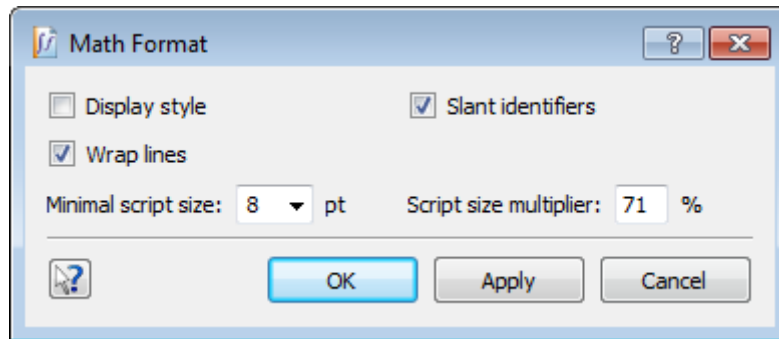 Math Format
Display style Slant identifiers
Wrap lines
Minimal script size: 8 pt Script size multiplier: 71 %
OK Apply Cancel